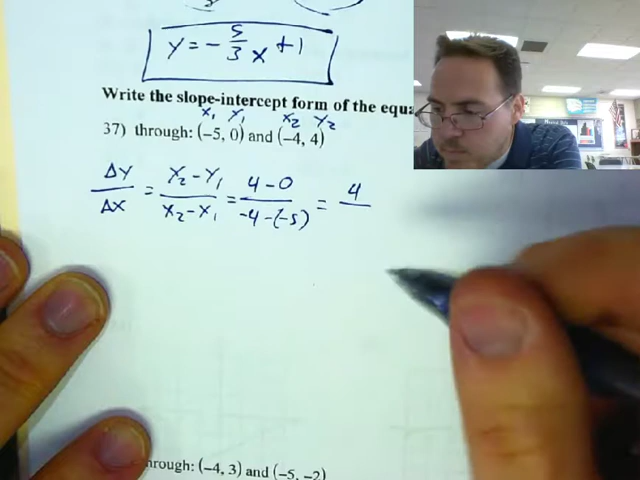 y = - 5/3 x + 1
Write the slope-intercept form of the equa
x₁ y₁ x₂ y₂
37) through: (−5, 0) and (−4, 4)
Δy/Δx = (y₂ - y₁)/(x₂ - x₁) = (4 - 0)/(-4 - (-5)) = 4/
hrough: (−4, 3) and (−5, −2)